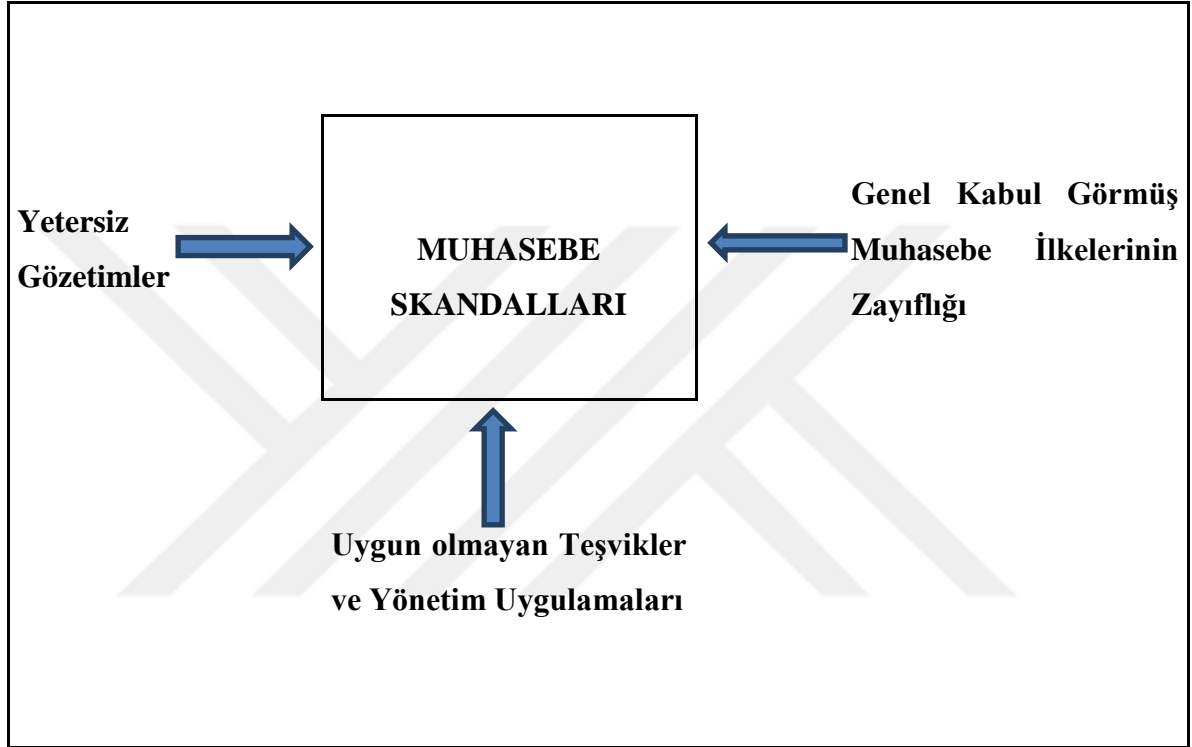 Yetersiz
Gözetimler
MUHASEBE
SKANDALLARI
Genel Kabul Görmüş
Muhasebe İlkelerinin
Zayıflığı
Uygun olmayan Teşvikler
ve Yönetim Uygulamaları